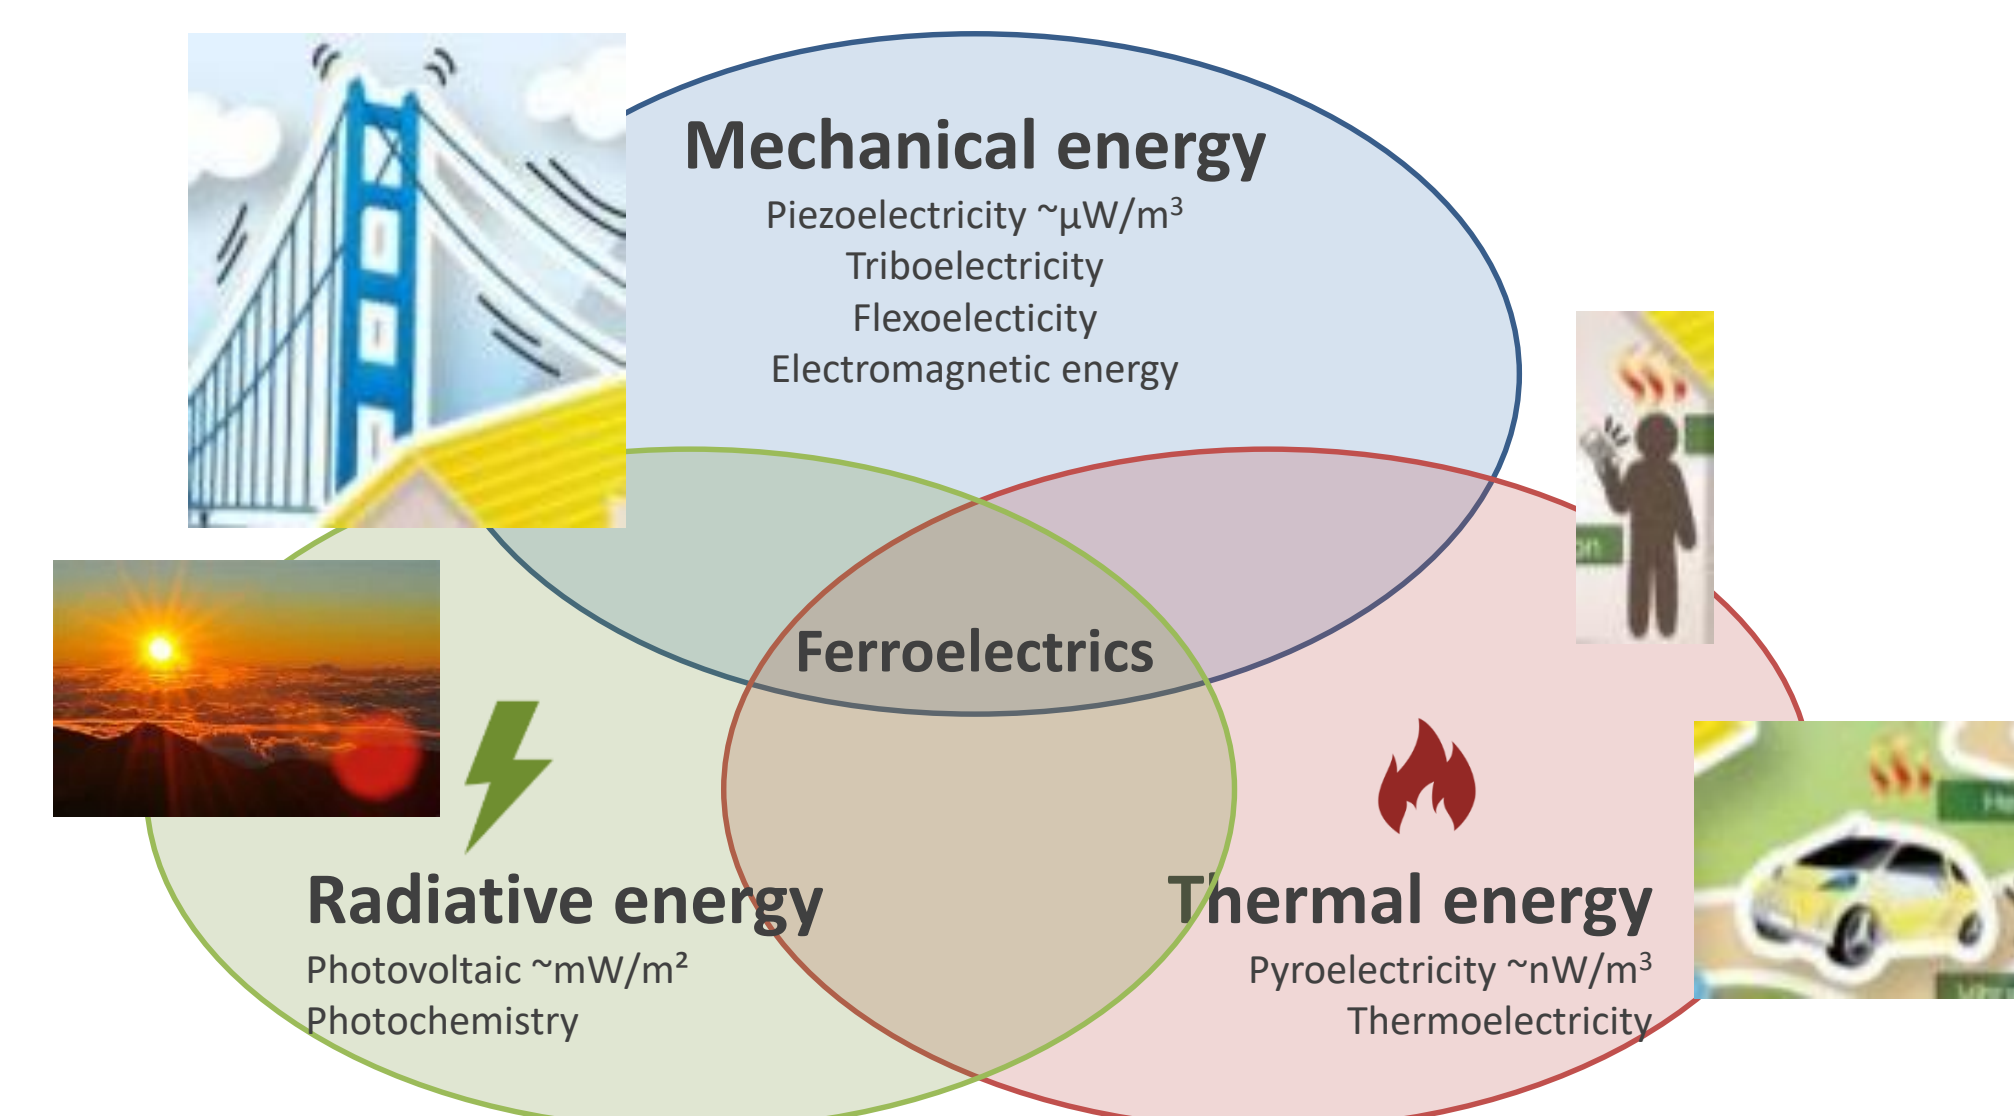 Mechanical energy
Piezoelectricity ~µW/m³
Triboelectricity
Flexoelecticity
Electromagnetic energy
Ferroelectrics
Radiative energy
Photovoltaic ~mW/m²
Photochemistry
Thermal energy
Pyroelectricity ~nW/m³
Thermoelectricity